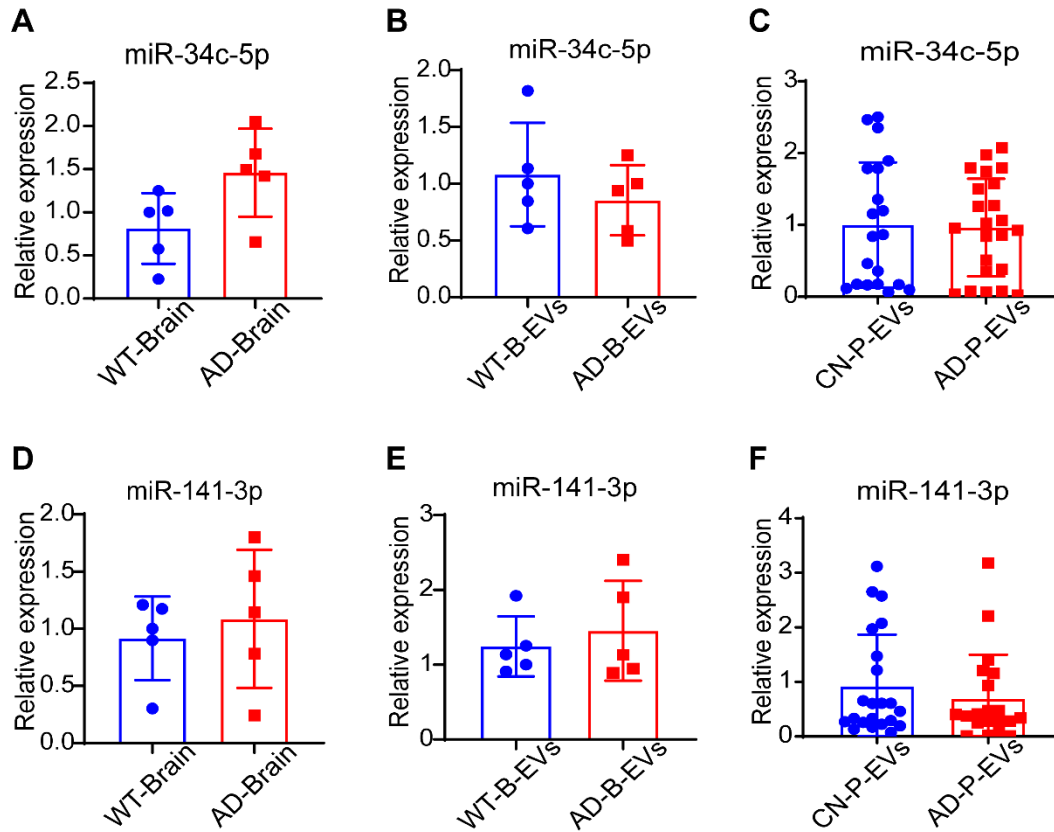 A
miR-34c-5p
Relative expression
2.5
2.0
1.5
1.0
0.5
0.0
WT-Brain
AD-Brain
B
miR-34c-5p
Relative expression
2.0
1.5
1.0
0.5
0.0
WT-B-EVs
AD-B-EVs
C
miR-34c-5p
Relative expression
3
2
1
0
CN-P-EVs
AD-P-EVs
D
miR-141-3p
Relative expression
2.0
1.5
1.0
0.5
0.0
WT-Brain
AD-Brain
E
miR-141-3p
Relative expression
3
2
1
0
WT-B-EVs
AD-B-EVs
F
miR-141-3p
Relative expression
4
3
2
1
0
CN-P-EVs
AD-P-EVs